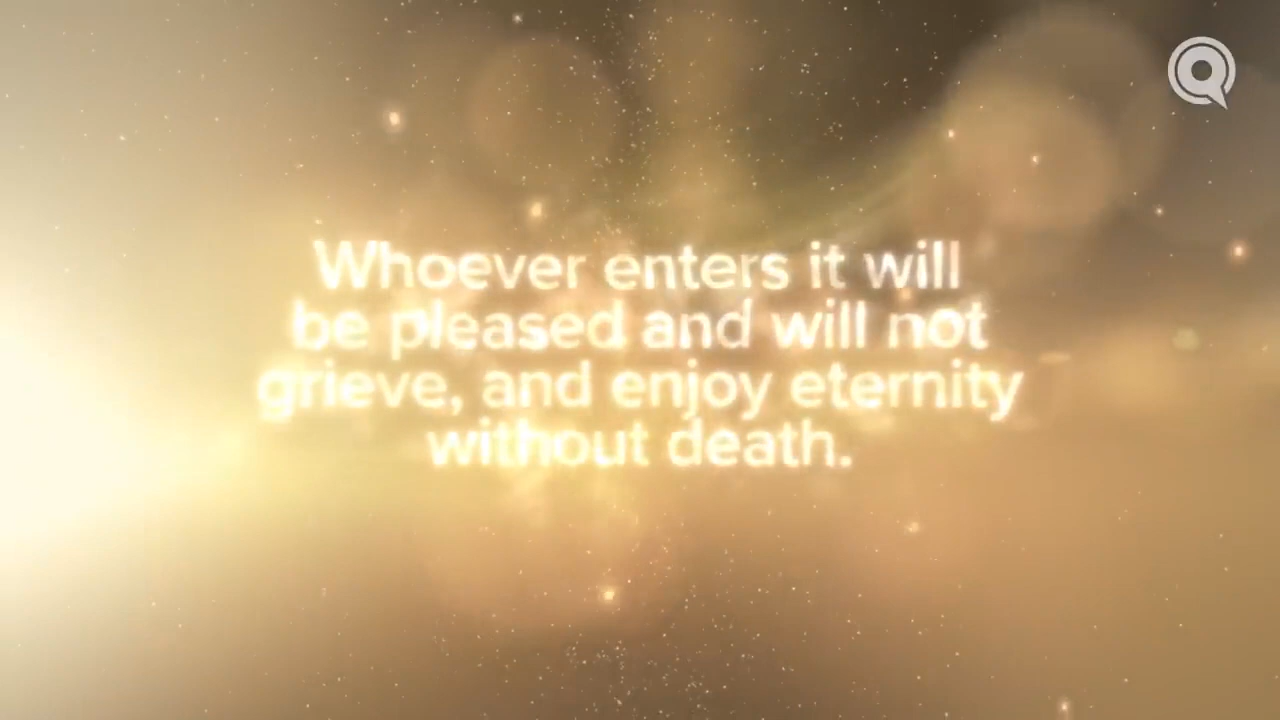 Whoever enters it will
be pleased and will not
grieve, and enjoy eternity
without death.